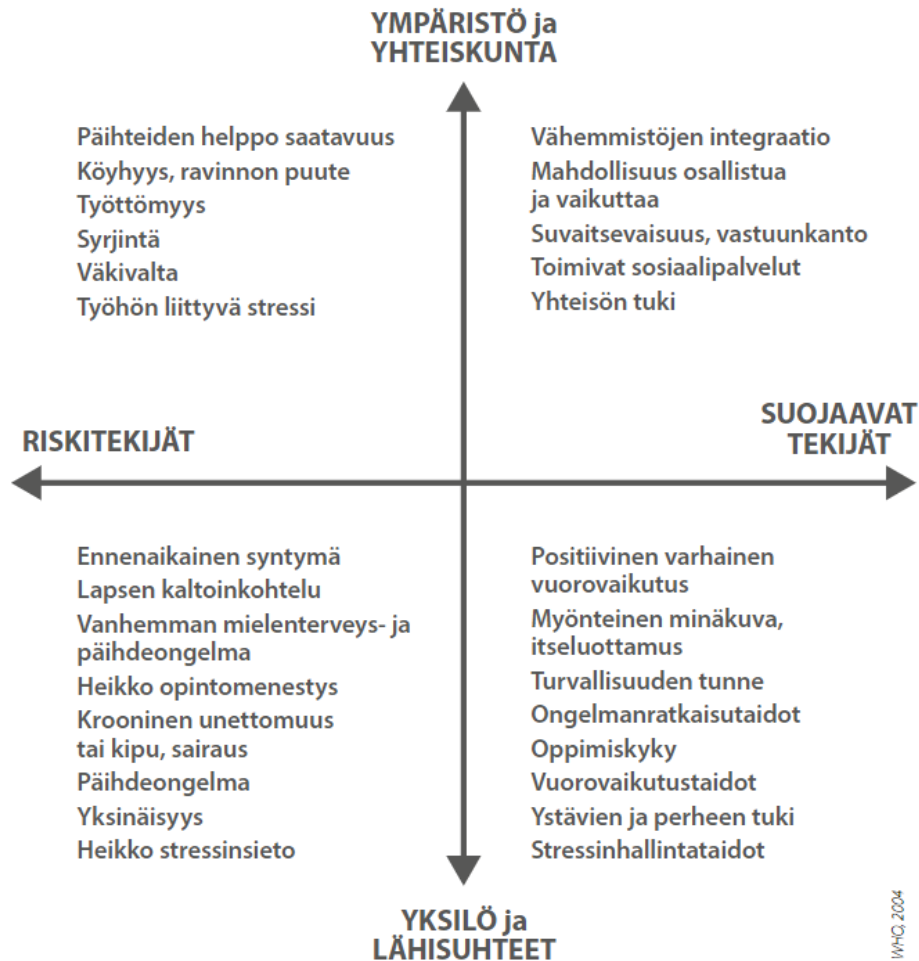 YMPÄRISTÖ ja
YHTEISKUNTA
Päihteiden helppo saatavuus
Köyhyys, ravinnon puute
Työttömyys
Syrjintä
Väkivalta
Työhön liittyvä stressi
Vähemmistöjen integraatio
Mahdollisuus osallistua
ja vaikuttaa
Suvaitsevaisuus, vastuunkanto
Toimivat sosiaalipalvelut
Yhteisön tuki
RISKITEKIJÄT
SUOJAAVAT
TEKIJÄT
Ennenaikainen syntymä
Lapsen kaltoinkohtelu
Vanhemman mielenterveys- ja
päihdeongelma
Heikko opintomenestys
Krooninen unettomuus
tai kipu, sairaus
Päihdeongelma
Yksinäisyys
Heikko stressinsieto
Positiivinen varhainen
vuorovaikutus
Myönteinen minäkuva,
itseluottamus
Turvallisuuden tunne
Ongelmanratkaisutaidot
Oppimiskyky
Vuorovaikutustaidot
Ystävien ja perheen tuki
Stressinhallintataidot
YKSILÖ ja
LÄHISUHTEET
WHO, 2004